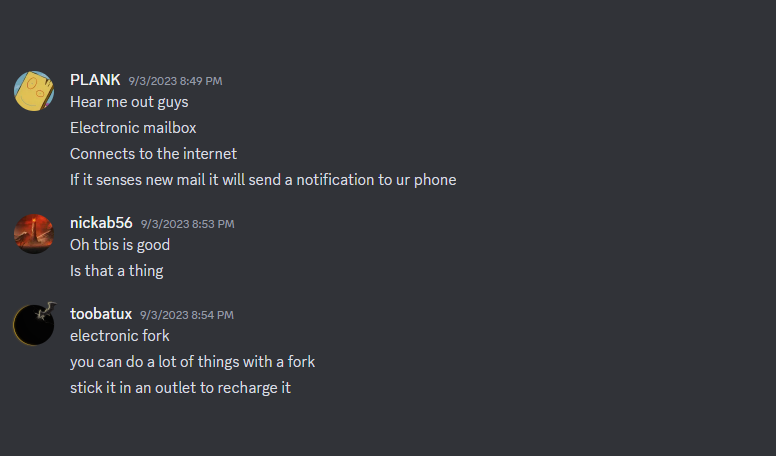 PLANK 9/3/2023 8:49 PM
Hear me out guys
Electronic mailbox
Connects to the internet
If it senses new mail it will send a notification to ur phone
nickab56 9/3/2023 8:53 PM
Oh tbis is good
Is that a thing
toobatux 9/3/2023 8:54 PM
electronic fork
you can do a lot of things with a fork
stick it in an outlet to recharge it